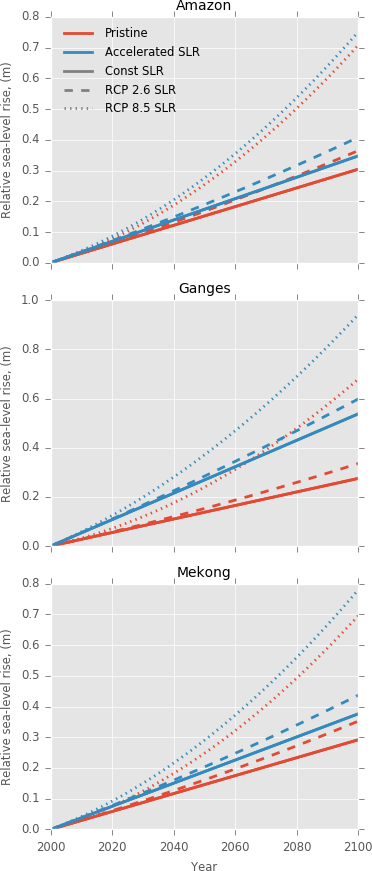 Amazon
0.8
0.7
0.6
0.5
0.4
0.3
0.2
0.1
0.0
Relative sea-level rise, (m)
Pristine
Accelerated SLR
Const SLR
RCP 2.6 SLR
RCP 8.5 SLR
Ganges
1.0
0.8
0.6
0.4
0.2
0.0
Relative sea-level rise, (m)
Mekong
0.8
0.7
0.6
0.5
0.4
0.3
0.2
0.1
0.0
Relative sea-level rise, (m)
2000 2020 2040 2060 2080 2100
Year